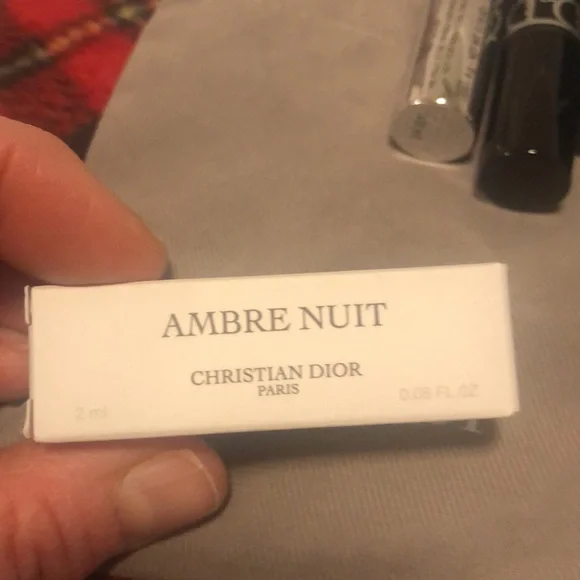 AMBRE NUIT
CHRISTIAN DIOR
PARIS
2 ml 0.06 FL.OZ